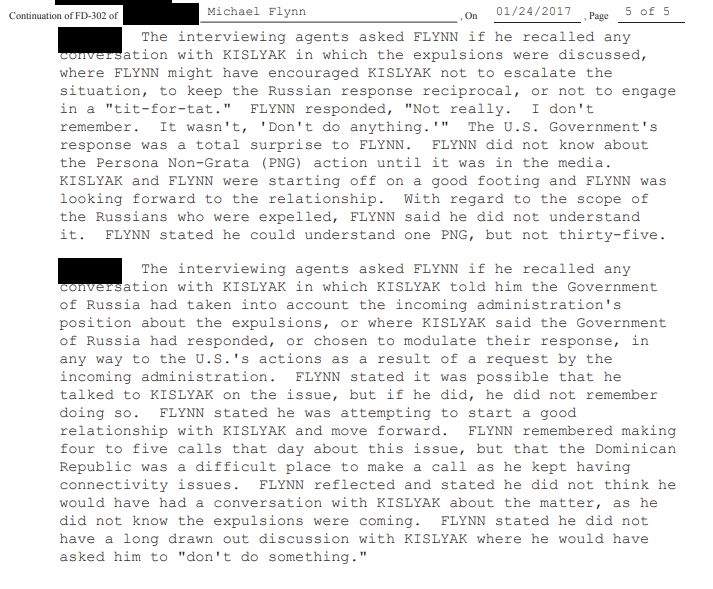 Continuation of FD-302 of Michael Flynn , On 01/24/2017 , Page 5 of 5
The interviewing agents asked FLYNN if he recalled any
conversation with KISLYAK in which the expulsions were discussed,
where FLYNN might have encouraged KISLYAK not to escalate the
situation, to keep the Russian response reciprocal, or not to engage
in a "tit-for-tat." FLYNN responded, "Not really. I don't
remember. It wasn't, 'Don't do anything.'" The U.S. Government's
response was a total surprise to FLYNN. FLYNN did not know about
the Persona Non-Grata (PNG) action until it was in the media.
KISLYAK and FLYNN were starting off on a good footing and FLYNN was
looking forward to the relationship. With regard to the scope of
the Russians who were expelled, FLYNN said he did not understand
it. FLYNN stated he could understand one PNG, but not thirty-five.
The interviewing agents asked FLYNN if he recalled any
conversation with KISLYAK in which KISLYAK told him the Government
of Russia had taken into account the incoming administration's
position about the expulsions, or where KISLYAK said the Government
of Russia had responded, or chosen to modulate their response, in
any way to the U.S.'s actions as a result of a request by the
incoming administration. FLYNN stated it was possible that he
talked to KISLYAK on the issue, but if he did, he did not remember
doing so. FLYNN stated he was attempting to start a good
relationship with KISLYAK and move forward. FLYNN remembered making
four to five calls that day about this issue, but that the Dominican
Republic was a difficult place to make a call as he kept having
connectivity issues. FLYNN reflected and stated he did not think he
would have had a conversation with KISLYAK about the matter, as he
did not know the expulsions were coming. FLYNN stated he did not
have a long drawn out discussion with KISLYAK where he would have
asked him to "don't do something."